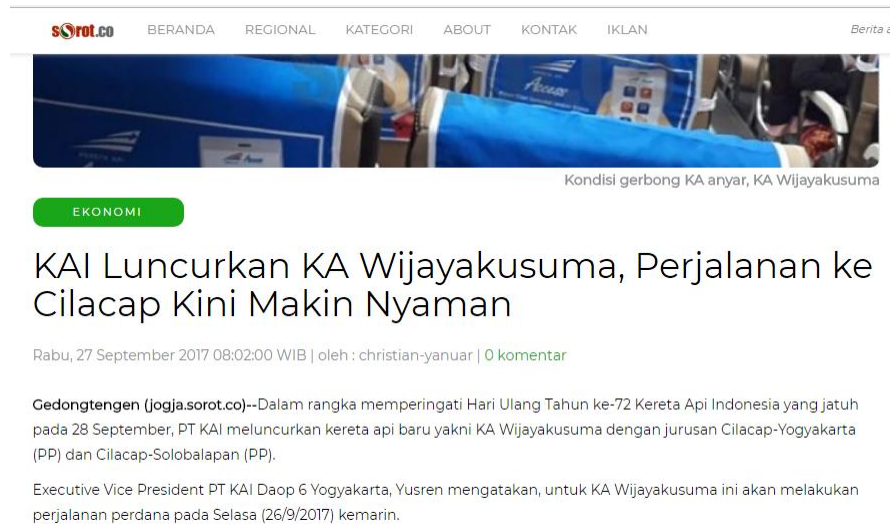 sorot.co BERANDA REGIONAL KATEGORI ABOUT KONTAK IKLAN Berita a
Access
Access
Kondisi gerbong KA anyar, KA Wijayakusuma
EKONOMI
KAI Luncurkan KA Wijayakusuma, Perjalanan ke
Cilacap Kini Makin Nyaman
Rabu, 27 September 2017 08:02:00 WIB | oleh : christian-yanuar | 0 komentar
Gedongtengen (jogja.sorot.co)--Dalam rangka memperingati Hari Ulang Tahun ke-72 Kereta Api Indonesia yang jatuh
pada 28 September, PT KAI meluncurkan kereta api baru yakni KA Wijayakusuma dengan jurusan Cilacap-Yogyakarta
(PP) dan Cilacap-Solobalapan (PP).
Executive Vice President PT KAI Daop 6 Yogyakarta, Yusren mengatakan, untuk KA Wijayakusuma ini akan melakukan
perjalanan perdana pada Selasa (26/9/2017) kemarin.